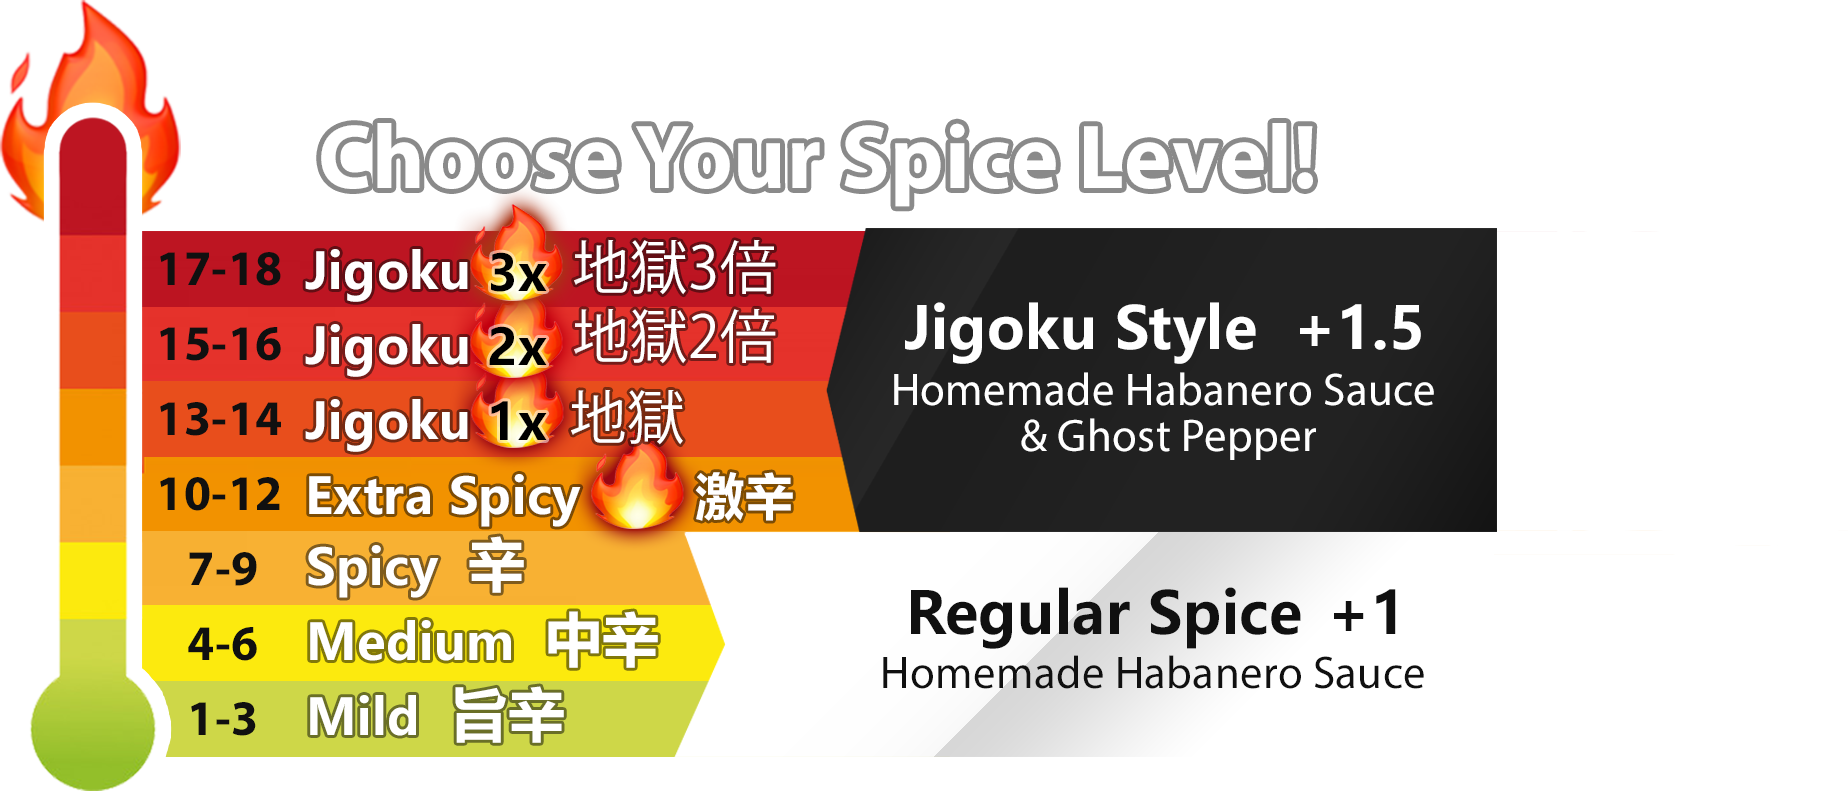 Choose Your Spice Level!
17-18 Jigoku 3x 地獄3倍
15-16 Jigoku 2x 地獄2倍
13-14 Jigoku 1x 地獄
10-12 Extra Spicy 激辛
7-9 Spicy 辛
4-6 Medium 中辛
1-3 Mild 旨辛
Jigoku Style +1.5
Homemade Habanero Sauce
& Ghost Pepper
Regular Spice +1
Homemade Habanero Sauce